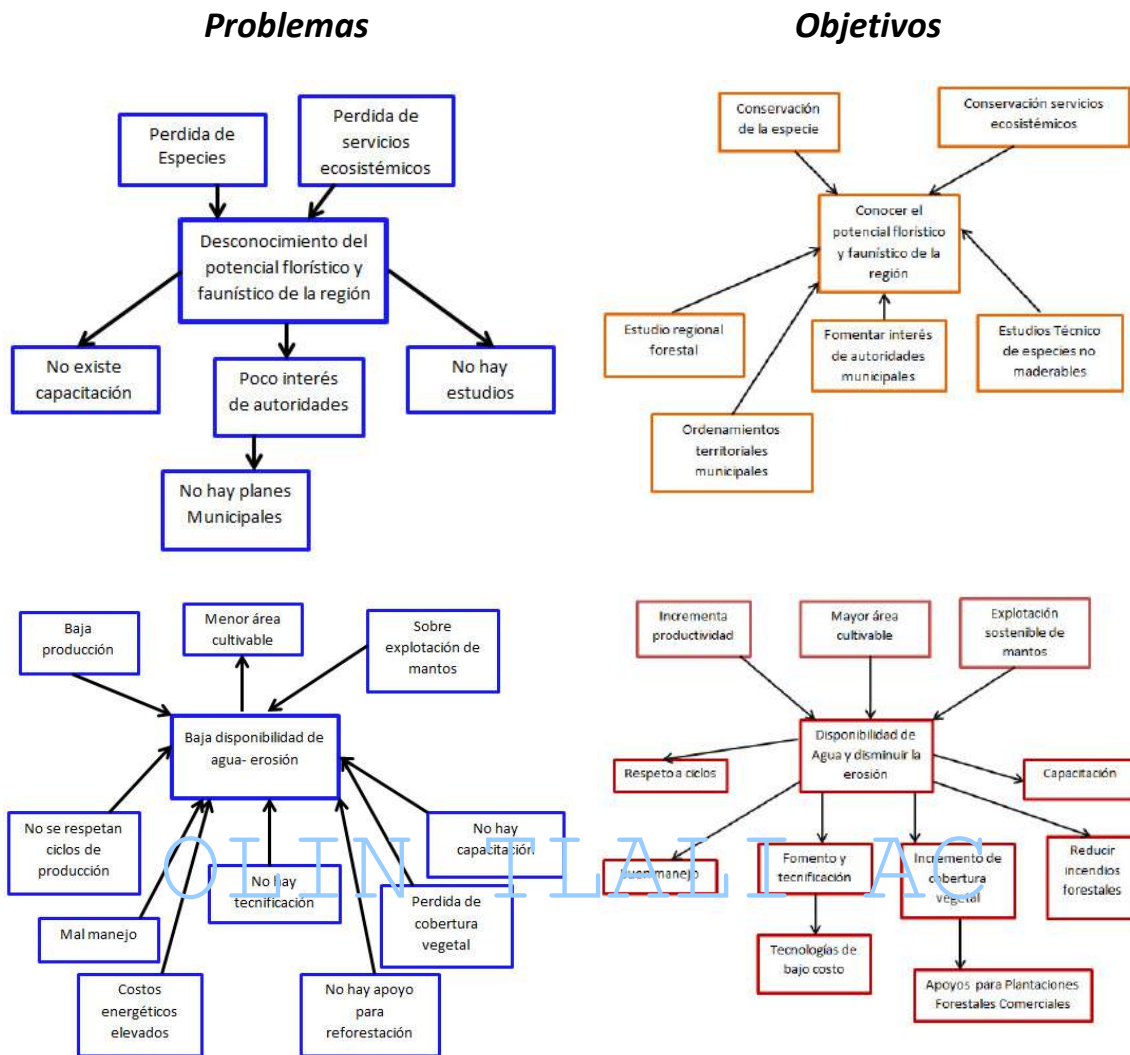 Problemas
Objetivos
Perdida de
Especies
Perdida de
servicios
ecosistémicos
Desconocimiento del
potencial florístico y
faunístico de la región
No existe
capacitación
Poco interés
de autoridades
No hay
estudios
No hay planes
Municipales
Conservación
de la especie
Conservación servicios
ecosistémicos
Conocer el
potencial florístico
y faunístico de la
región
Estudio regional
forestal
Fomentar interés
de autoridades
municipales
Estudios Técnico
de especies no
maderables
Ordenamientos
territoriales
municipales
Baja
producción
Menor área
cultivable
Sobre
explotación de
mantos
Baja disponibilidad de
agua- erosión
No se respetan
ciclos de
producción
No hay
capacitación
No hay
tecnificación
Mal manejo
Perdida de
cobertura
vegetal
Costos
energéticos
elevados
No hay apoyo
para
reforestación
Incrementa
productividad
Mayor área
cultivable
Explotación
sostenible de
mantos
Disponibilidad de
Agua y disminuir la
erosión
Respeto a ciclos
Capacitación
Buen manejo
Fomento y
tecnificación
Incremento de
cobertura
vegetal
Reducir
incendios
forestales
Tecnologías de
bajo costo
Apoyos para Plantaciones
Forestales Comerciales
OLIN TLALI AC